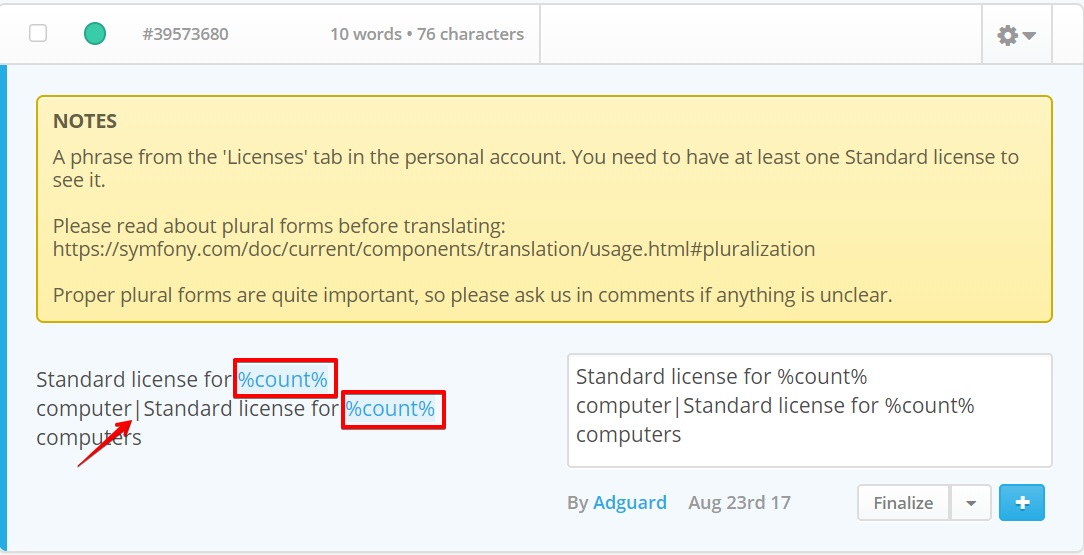 #39573680 10 words • 76 characters
NOTES
A phrase from the 'Licenses' tab in the personal account. You need to have at least one Standard license to
see it.
Please read about plural forms before translating:
https://symfony.com/doc/current/components/translation/usage.html#pluralization
Proper plural forms are quite important, so please ask us in comments if anything is unclear.
Standard license for %count%
computer|Standard license for %count%
computers
Standard license for %count%
computer|Standard license for %count%
computers
By Adguard Aug 23rd 17 Finalize